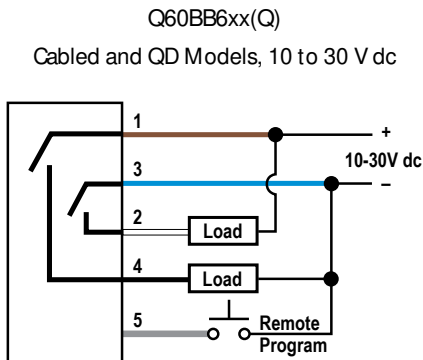 Q60BB6xx(Q)
Cabled and QD Models, 10 to 30 V dc
1
+
10-30V dc
3
–
2
Load
4
Load
5
Remote
Program